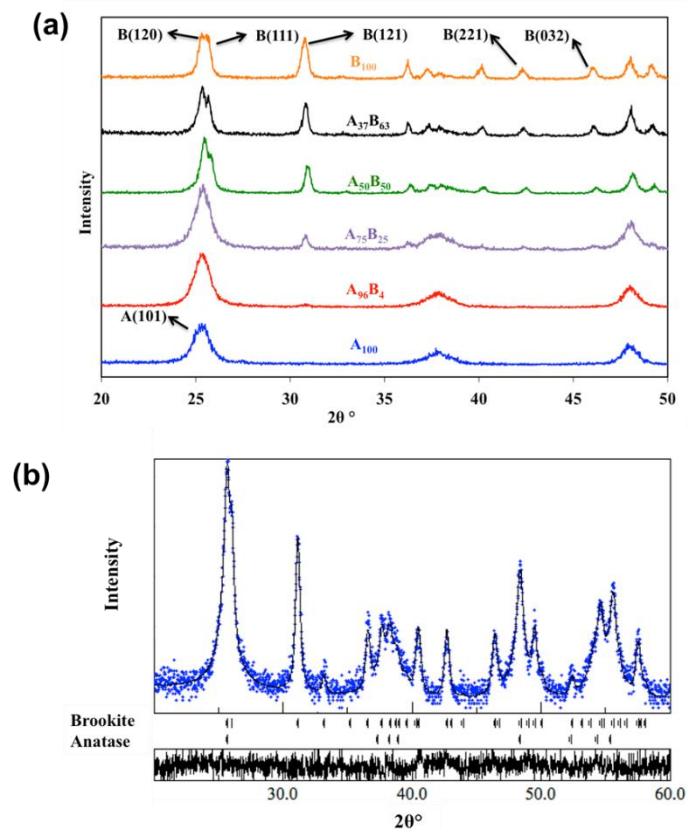 (a)
B(120) B(111) B(121) B(221) B(032)
B₁₀₀
A₃₇B₆₃
A₅₀B₅₀
A₇₅B₂₅
A₉₆B₄
A(101)
A₁₀₀
Intensity
20 25 30 35 40 45 50
2θ °
(b)
Intensity
Brookite
Anatase
30.0 40.0 50.0 60.0
2θ°